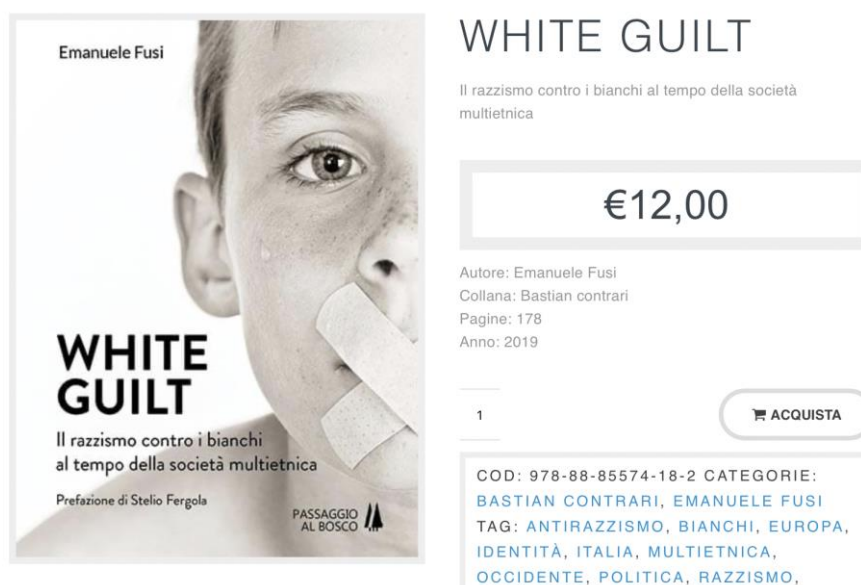 Emanuele Fusi
WHITE
GUILT
Il razzismo contro i bianchi
al tempo della società multietnica
Prefazione di Stelio Fergola
PASSAGGIO
AL BOSCO
WHITE GUILT
Il razzismo contro i bianchi al tempo della società
multietnica
€12,00
Autore: Emanuele Fusi
Collana: Bastian contrari
Pagine: 178
Anno: 2019
1
ACQUISTA
COD: 978-88-85574-18-2 CATEGORIE:
BASTIAN CONTRARI, EMANUELE FUSI
TAG: ANTIRAZZISMO, BIANCHI, EUROPA,
IDENTITÀ, ITALIA, MULTIETNICA,
OCCIDENTE, POLITICA, RAZZISMO,